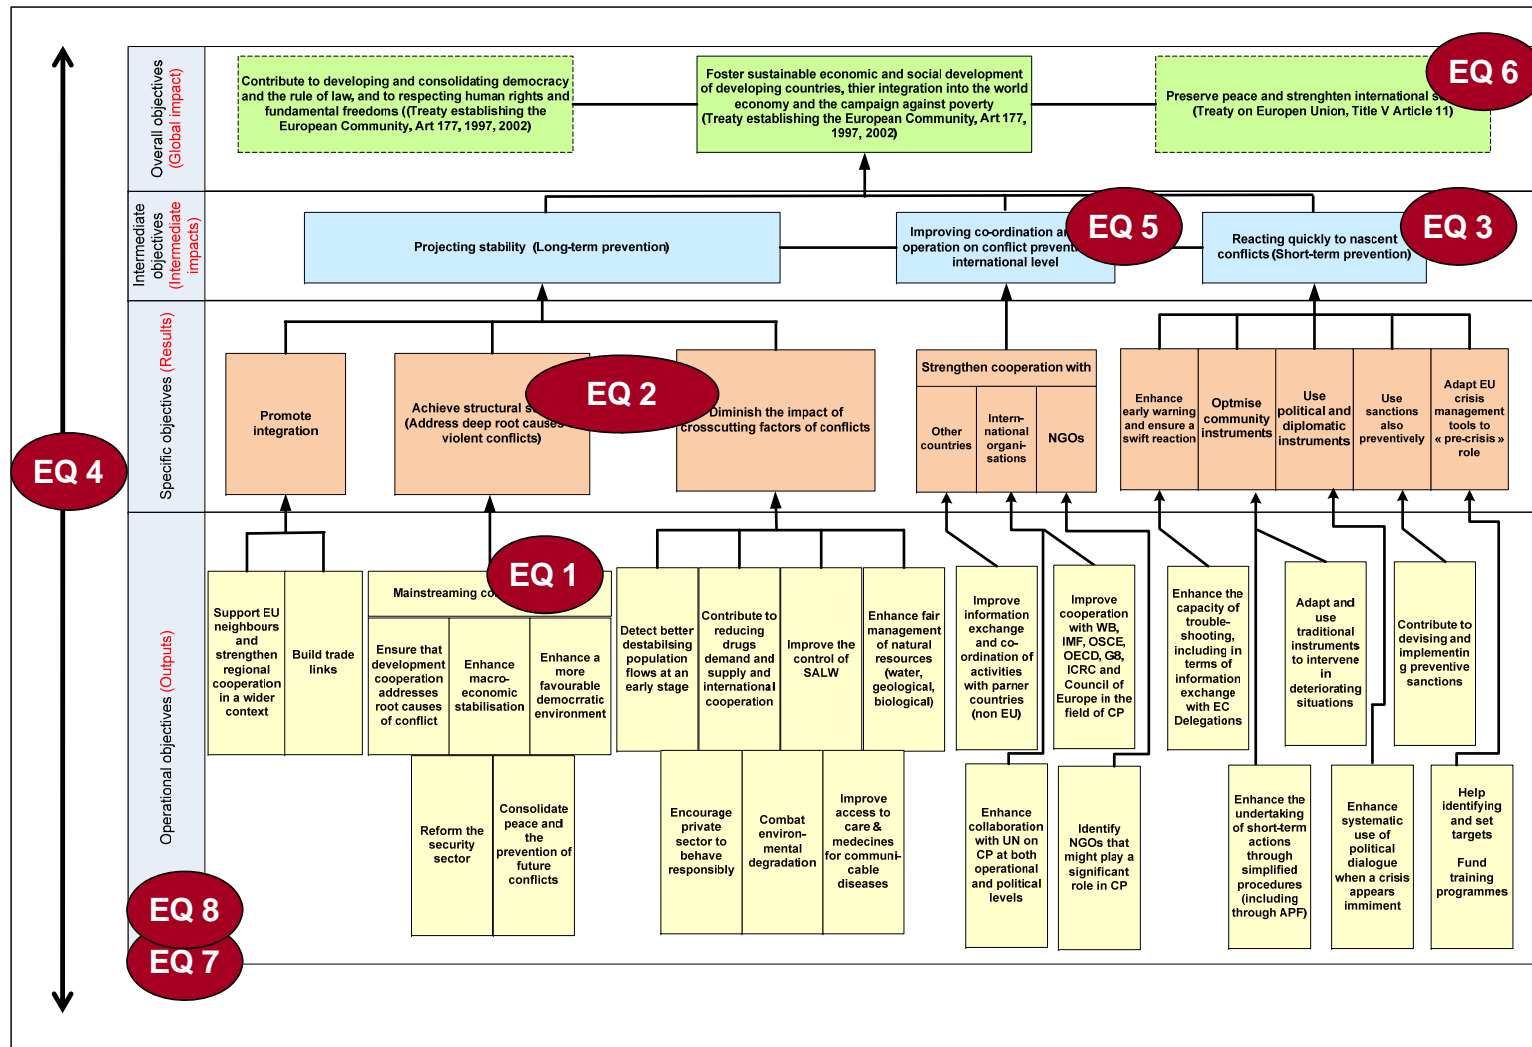 EQ 6
Overall objectives
(Global impact)
Contribute to developing and consolidating democracy
and the rule of law, and to respecting human rights and
fundamental freedoms ((Treaty establishing the
European Community, Art 177, 1997, 2002)
Foster sustainable economic and social development
of developing countries, thier integration into the world
economy and the campaign against poverty
(Treaty establishing the European Community, Art 177,
1997, 2002)
Preserve peace and strenghten international
(Treaty on Europen Union, Title V Article 11)
Intermediate
objectives
(Intermediate
impacts)
Projecting stability (Long-term prevention)
Improving co-ordination
operation on conflict
international level
EQ 5
Reacting quickly to nascent
conflicts (Short-term prevention)
EQ 3
Specific objectives (Results)
Promote
integration
Achieve structural
(Address deep root causes
violent conflicts)
EQ 2
Diminish the impact of
crosscutting factors of conflicts
Strengthen cooperation with
Other
countries
Inter-
national
organi-
sations
NGOs
Enhance
early warning
and ensure a
swift reaction
Optmise
community
instruments
Use
political and
diplomatic
instruments
Use
sanctions
also
preventively
Adapt EU
crisis
management
tools to
« pre-crisis »
role
EQ 4
Operational objectives (Outputs)
Support EU
neighbours
and
strengthen
regional
cooperation
in a wider
context
Build trade
links
Mainstreaming
EQ 1
Ensure that
development
cooperation
addresses
root causes
of conflict
Enhance
macro-
economic
stabilisation
Enhance a
more
favourable
democrratic
environment
Reform the
security
sector
Consolidate
peace and
the
prevention of
future
conflicts
Detect better
destabilsing
population
flows at an
early stage
Contribute to
reducing
drugs
demand and
supply and
international
cooperation
Improve the
control of
SALW
Enhance fair
management
of natural
resources
(water,
geological,
biological)
Encourage
private
sector to
behave
responsibly
Combat
environ-
mental
degradation
Improve
access to
care &
medecines
for communi-
cable
diseases
Improve
information
exchange
and co-
ordination of
activities
with parner
countries
(non EU)
Improve
cooperation
with WB,
IMF, OSCE,
OECD, G8,
ICRC and
Council of
Europe in the
field of CP
Enhance
collaboration
with UN on
CP at both
operational
and political
levels
Identify
NGOs that
might play a
significant
role in CP
Enhance the
capacity of
trouble-
shooting,
including in
terms of
information
exchange
with EC
Delegations
Adapt and
use
traditional
instruments
to intervene
in
deteriorating
situations
Contribute to
devising and
implementin
g preventive
sanctions
Enhance the
undertaking
of short-term
actions
through
simplified
procedures
(including
through APF)
Enhance
systematic
use of
political
dialogue
when a crisis
appears
immiment
Help
identifying
and set
targets
Fund
training
programmes
EQ 8
EQ 7